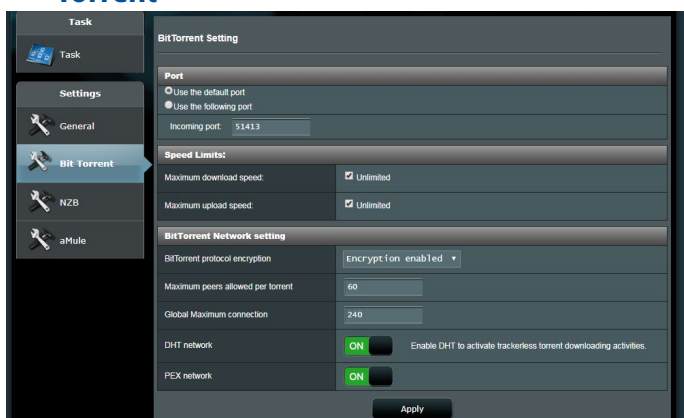 Torrent
Task
Task
Settings
General
Bit Torrent
NZB
aMule
BitTorrent Setting
Port
Use the default port
Use the following port
Incoming port: 51413
Speed Limits:
Maximum download speed: Unlimited
Maximum upload speed: Unlimited
BitTorrent Network setting
BitTorrent protocol encryption Encryption enabled
Maximum peers allowed per torrent 60
Global Maximum connection 240
DHT network ON Enable DHT to activate trackerless torrent downloading activities.
PEX network ON
Apply